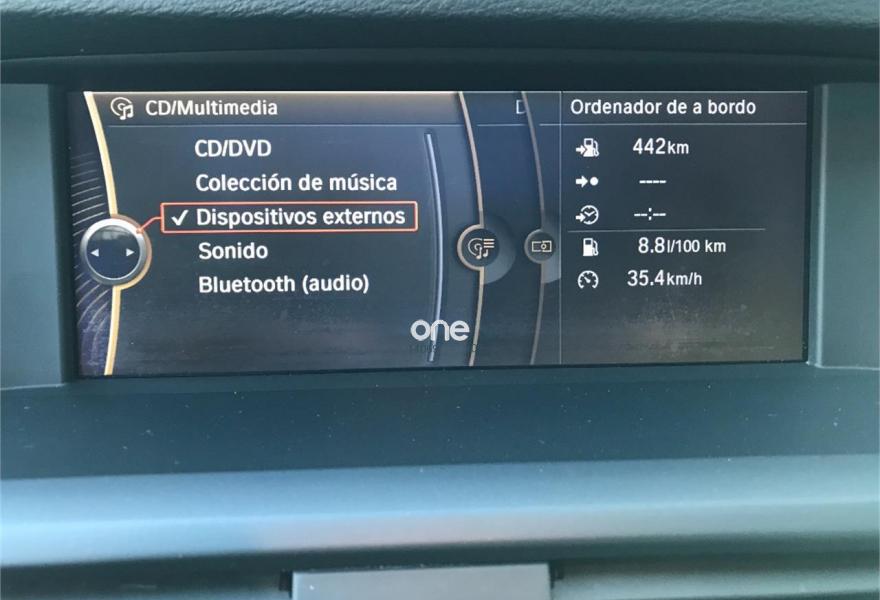 CD/Multimedia
CD/DVD
Colección de música
Dispositivos externos
Sonido
Bluetooth (audio)
D
Ordenador de a bordo
442km
----
--:--
8.8l/100 km
35.4km/h
one